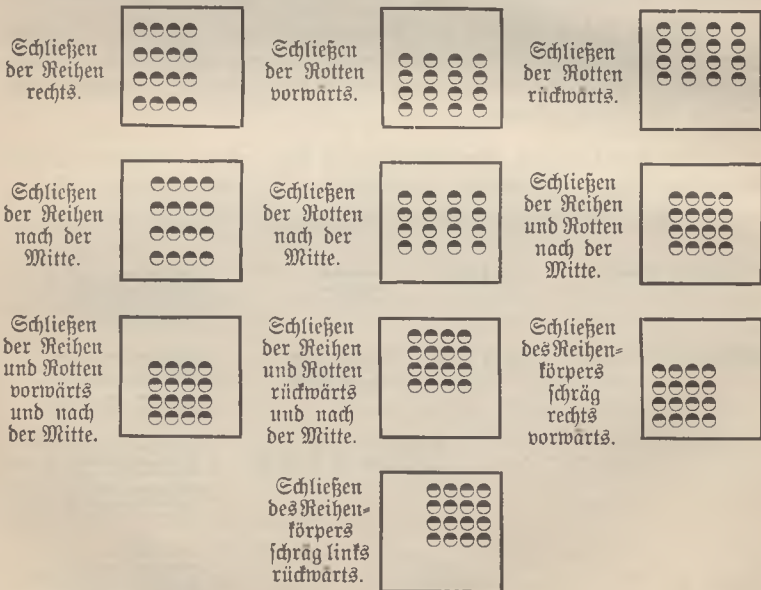 Schließen
der Reihen
rechts.
Schließen
der Rotten
vorwärts.
Schließen
der Rotten
rückwärts.
Schließen
der Reihen
nach der
Mitte.
Schließen
der Rotten
nach der
Mitte.
Schließen
der Reihen
und Rotten
nach der
Mitte.
Schließen
der Reihen
und Rotten
vorwärts
und nach
der Mitte.
Schließen
der Reihen
und Rotten
rückwärts
und nach
der Mitte.
Schließen
des Reihen=
körpers
schräg
rechts
vorwärts.
Schließen
des Reihen=
körpers
schräg links
rückwärts.